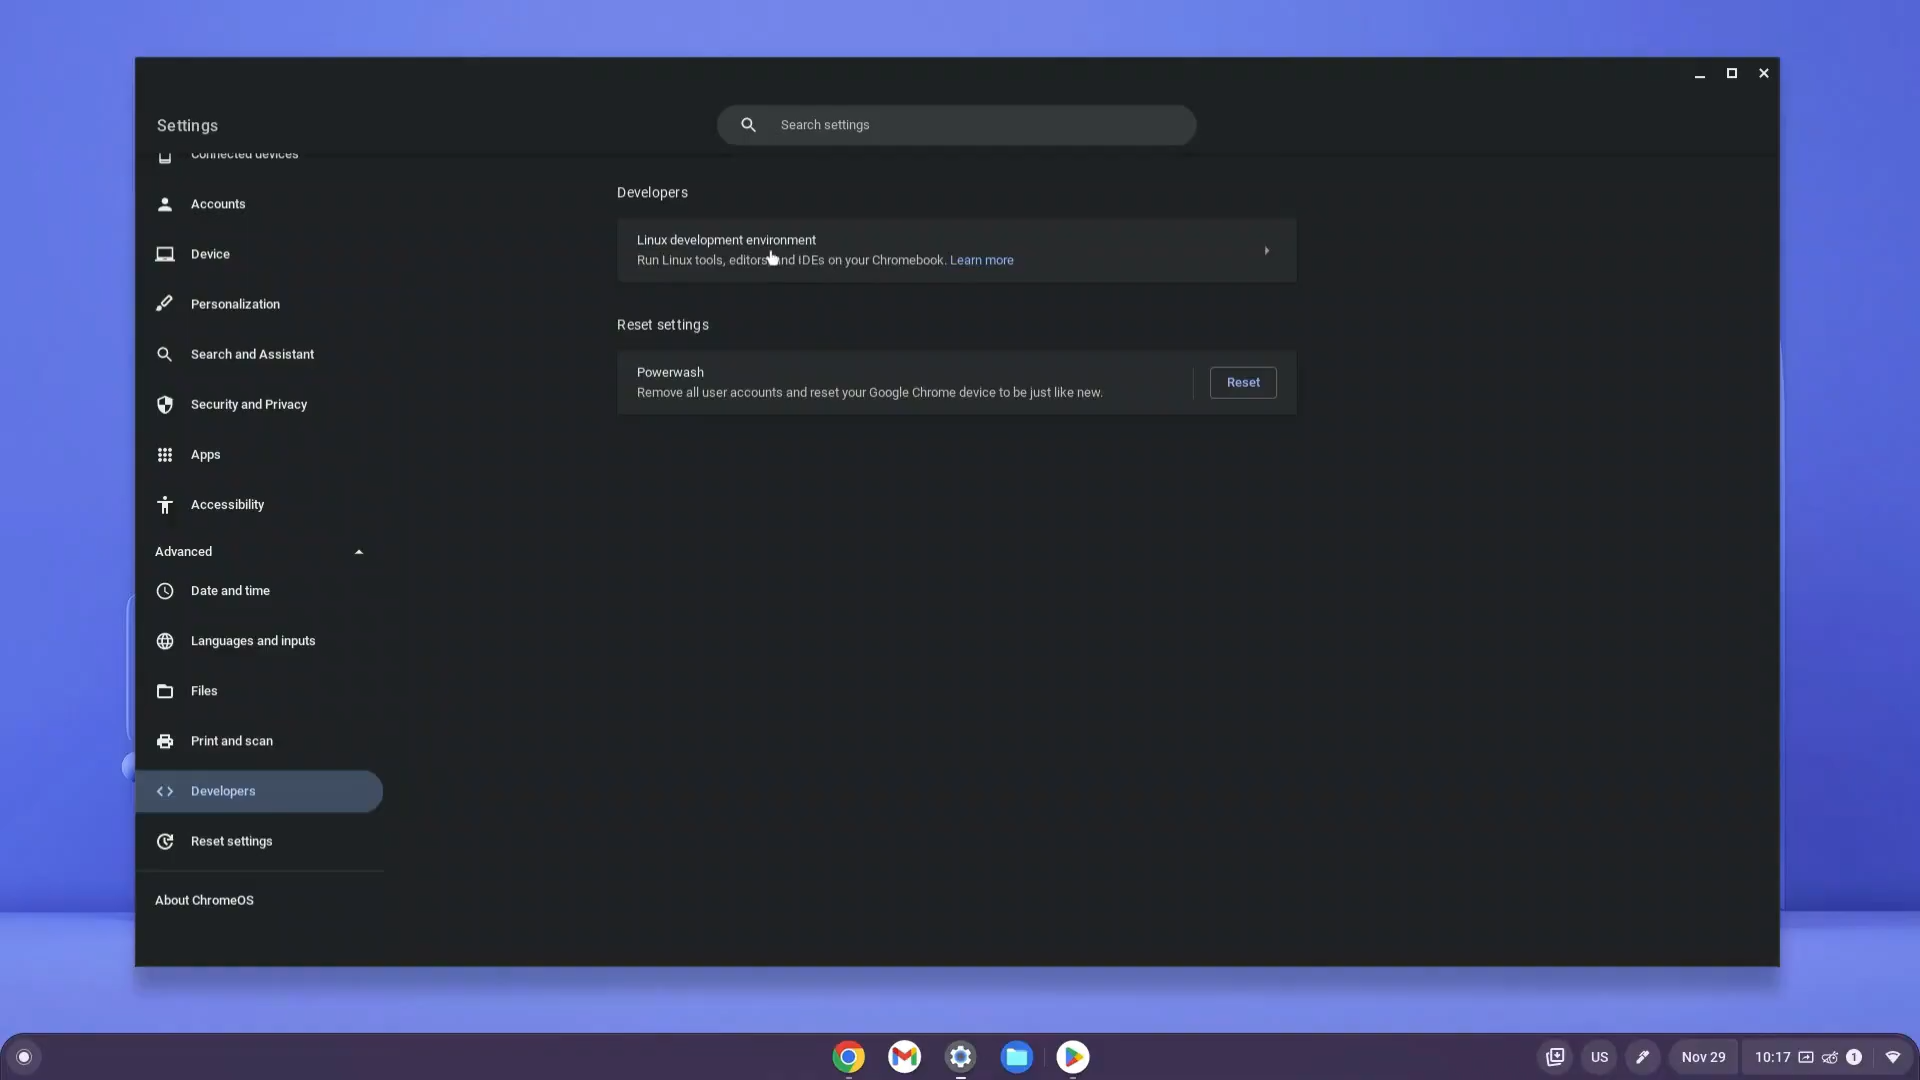 Settings
Search settings
Connected devices
Accounts
Device
Personalization
Search and Assistant
Security and Privacy
Apps
Accessibility
Advanced
Date and time
Languages and inputs
Files
Print and scan
Developers
Reset settings
About ChromeOS
Developers
Linux development environment
Run Linux tools, editors and IDEs on your Chromebook. Learn more
Reset settings
Powerwash
Remove all user accounts and reset your Google Chrome device to be just like new.
Reset
US
Nov 29
10:17
1